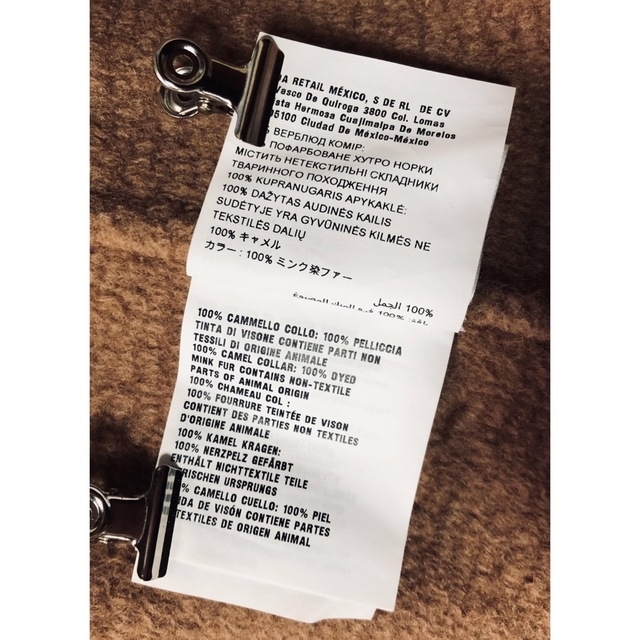 RETAIL MÉXICO, S DE RL DE CV
Vasco De Quiroga 3800 Col. Lomas
Hermosa Cuajimalpa De Morelos
05100 Ciudad De México-México
ВЕРБЛЮД КОМІР:
ПОФАРБОВАНЕ ХУТРО НОРКИ
МІСТИТЬ НЕТЕКСТИЛЬНІ СКЛАДНИКИ
ТВАРИННОГО ПОХОДЖЕННЯ
100% KUPRANUGARIS APYKAKLĖ:
100% DAŽYTAS AUDINĖS KAILIS
SUDĖTYJE YRA GYVŪNINĖS KILMĖS NE
TEKSTILĖS DALIŲ
100% キャメル
カラー : 100% ミンク染ファー
100% الجمل
100% CAMMELLO COLLO: 100% PELLICCIA
TINTA DI VISONE CONTIENE PARTI NON
TESSILI DI ORIGINE ANIMALE
100% CAMEL COLLAR: 100% DYED
MINK FUR CONTAINS NON-TEXTILE
PARTS OF ANIMAL ORIGIN
100% CHAMEAU COL :
100% FOURRURE TEINTÉE DE VISON
CONTIENT DES PARTIES NON TEXTILES
D'ORIGINE ANIMALE
100% KAMEL KRAGEN:
100% NERZPELZ GEFÄRBT
ENTHÄLT NICHTTEXTILE TEILE
RISCHEN URSPRUNGS
% CAMELLO CUELLO: 100% PIEL
DA DE VISÓN CONTIENE PARTES
TEXTILES DE ORIGEN ANIMAL